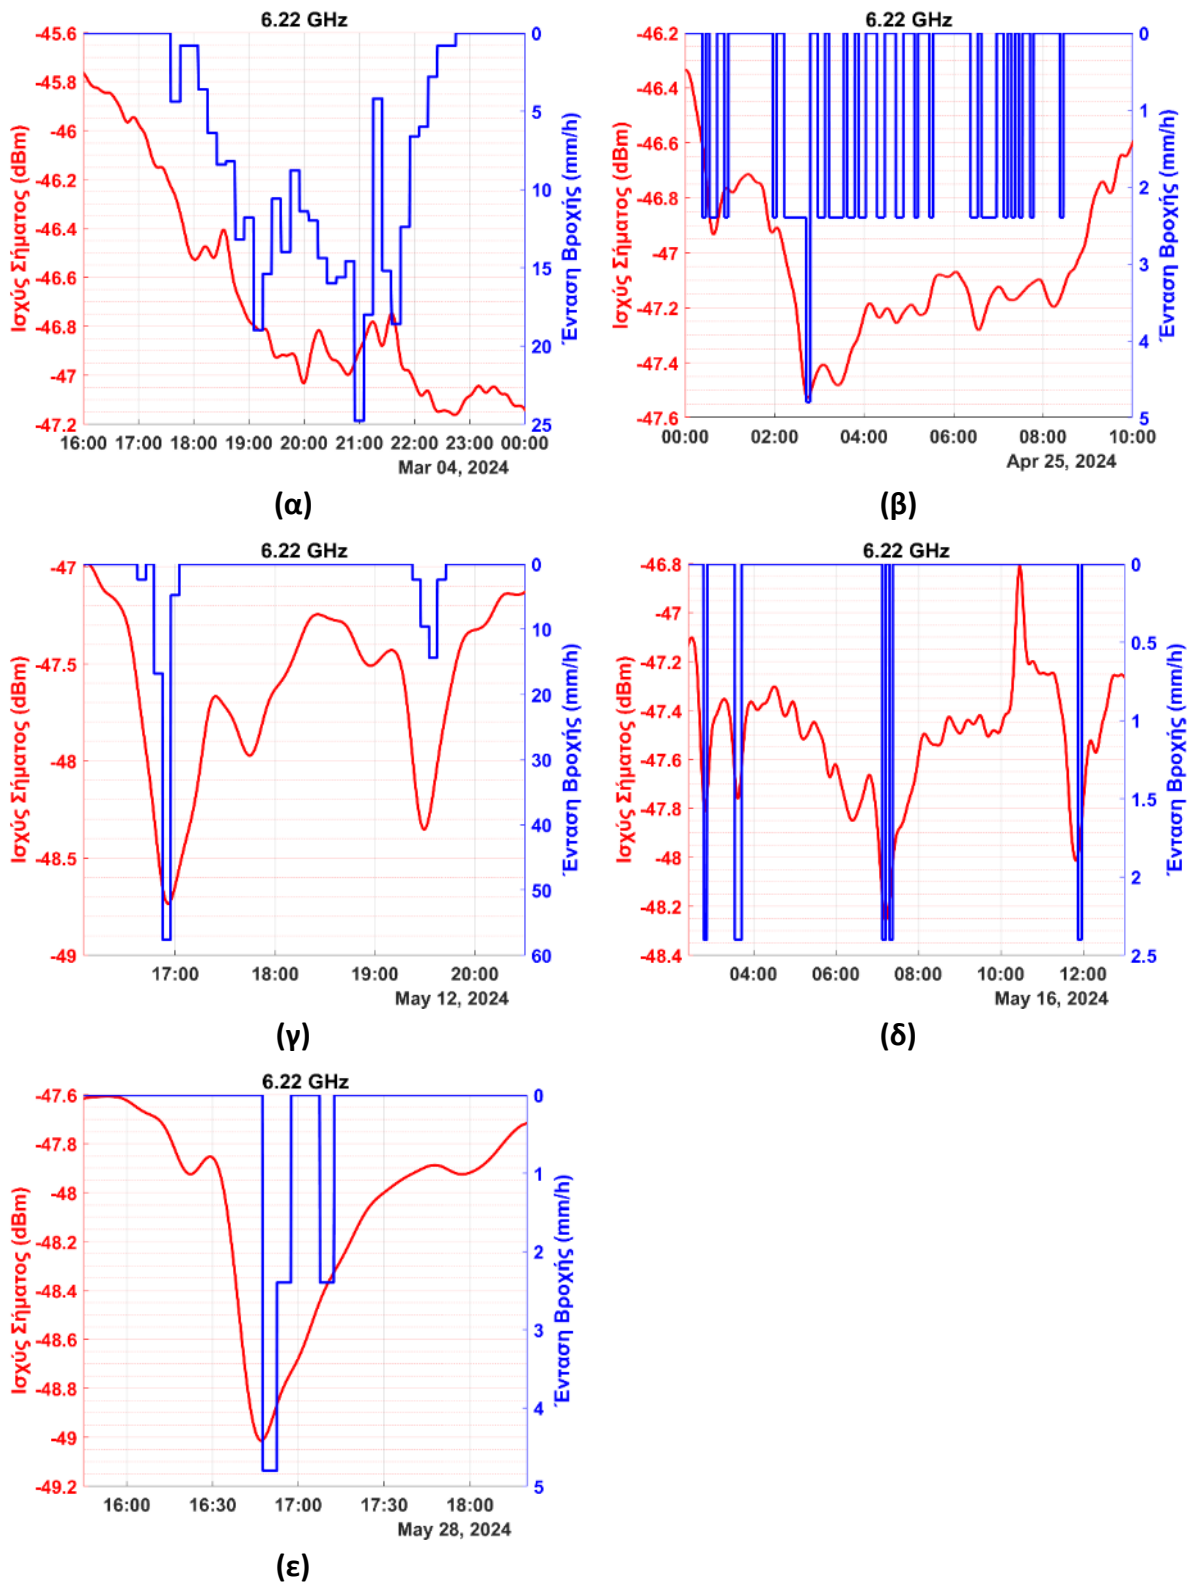 6.22 GHz
Ισχύς Σήματος (dBm)
-45.6
-45.8
-46
-46.2
-46.4
-46.6
-46.8
-47
-47.2
0
5
10
15
20
25
Ένταση Βροχής (mm/h)
16:00 17:00 18:00 19:00 20:00 21:00 22:00 23:00 00:00
Mar 04, 2024
(α)
6.22 GHz
Ισχύς Σήματος (dBm)
-46.2
-46.4
-46.6
-46.8
-47
-47.2
-47.4
-47.6
0
1
2
3
4
5
Ένταση Βροχής (mm/h)
00:00 02:00 04:00 06:00 08:00 10:00
Apr 25, 2024
(β)
6.22 GHz
Ισχύς Σήματος (dBm)
-47
-47.5
-48
-48.5
-49
0
10
20
30
40
50
60
Ένταση Βροχής (mm/h)
17:00 18:00 19:00 20:00
May 12, 2024
(γ)
6.22 GHz
Ισχύς Σήματος (dBm)
-46.8
-47
-47.2
-47.4
-47.6
-47.8
-48
-48.2
-48.4
0
0.5
1
1.5
2
2.5
Ένταση Βροχής (mm/h)
04:00 06:00 08:00 10:00 12:00
May 16, 2024
(δ)
6.22 GHz
Ισχύς Σήματος (dBm)
-47.6
-47.8
-48
-48.2
-48.4
-48.6
-48.8
-49
-49.2
0
1
2
3
4
5
Ένταση Βροχής (mm/h)
16:00 16:30 17:00 17:30 18:00
May 28, 2024
(ε)